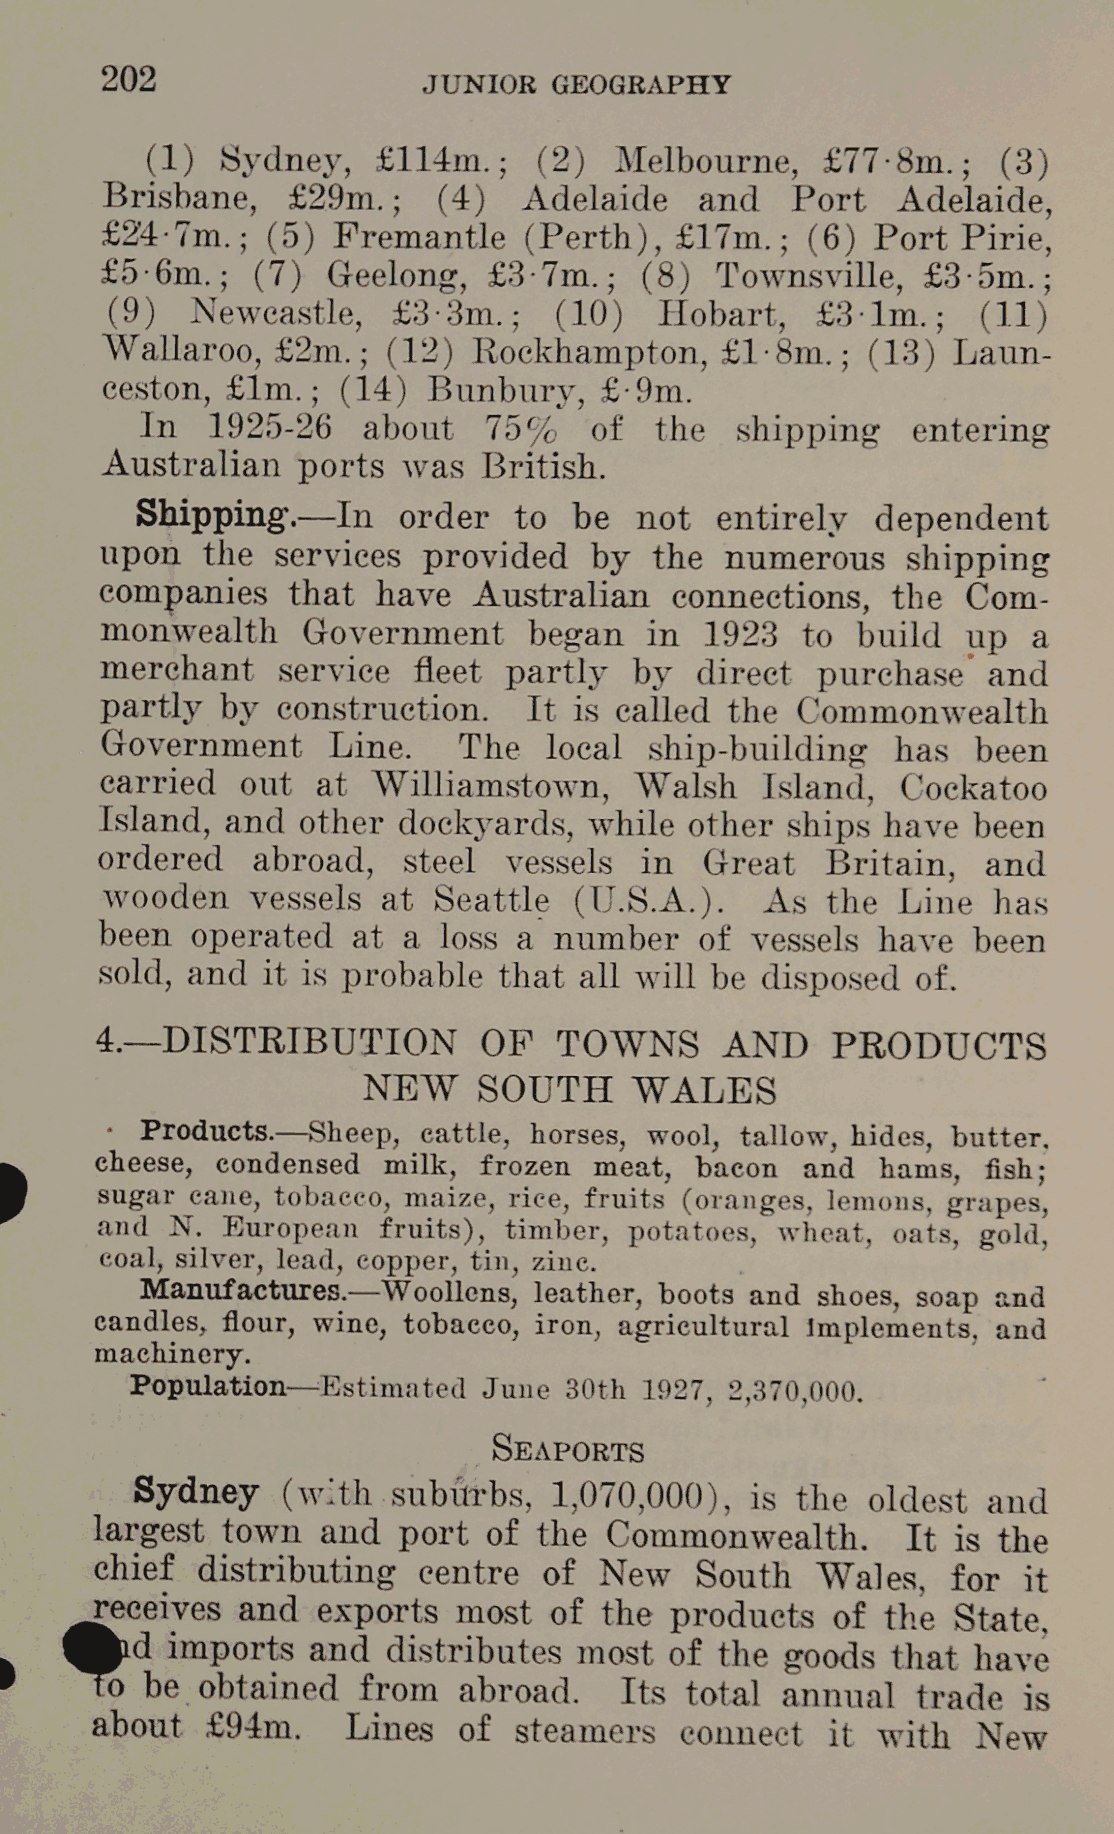 202 JUNIOR GEOGRAPHY
(1) Sydney, £114m.; (2) Melbourne, £77·8m.; (3)
Brisbane, £29m.; (4) Adelaide and Port Adelaide,
£24·7m.; (5) Fremantle (Perth), £17m.; (6) Port Pirie,
£5·6m.; (7) Geelong, £3·7m.; (8) Townsville, £3·5m.;
(9) Newcastle, £3·3m.; (10) Hobart, £3·1m.; (11)
Wallaroo, £2m.; (12) Rockhampton, £1·8m.; (13) Laun-
ceston, £1m.; (14) Bunbury, £·9m.
In 1925-26 about 75% of the shipping entering
Australian ports was British.
Shipping.—In order to be not entirely dependent
upon the services provided by the numerous shipping
companies that have Australian connections, the Com-
monwealth Government began in 1923 to build up a
merchant service fleet partly by direct purchase and
partly by construction. It is called the Commonwealth
Government Line. The local ship-building has been
carried out at Williamstown, Walsh Island, Cockatoo
Island, and other dockyards, while other ships have been
ordered abroad, steel vessels in Great Britain, and
wooden vessels at Seattle (U.S.A.). As the Line has
been operated at a loss a number of vessels have been
sold, and it is probable that all will be disposed of.
4.—DISTRIBUTION OF TOWNS AND PRODUCTS
NEW SOUTH WALES
Products.—Sheep, cattle, horses, wool, tallow, hides, butter,
cheese, condensed milk, frozen meat, bacon and hams, fish;
sugar cane, tobacco, maize, rice, fruits (oranges, lemons, grapes,
and N. European fruits), timber, potatoes, wheat, oats, gold,
coal, silver, lead, copper, tin, zinc.
Manufactures.—Woollens, leather, boots and shoes, soap and
candles, flour, wine, tobacco, iron, agricultural implements, and
machinery.
Population—Estimated June 30th 1927, 2,370,000.
SEAPORTS
Sydney (with suburbs, 1,070,000), is the oldest and
largest town and port of the Commonwealth. It is the
chief distributing centre of New South Wales, for it
receives and exports most of the products of the State,
imports and distributes most of the goods that have
to be obtained from abroad. Its total annual trade is
about £94m. Lines of steamers connect it with New